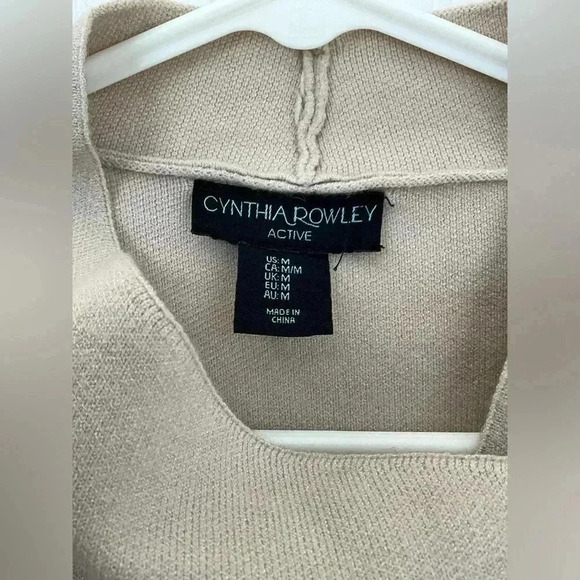 CYNTHIA ROWLEY
ACTIVE
US: M
CA: M/M
UK: M
EU: M
AU: M
MADE IN
CHINA